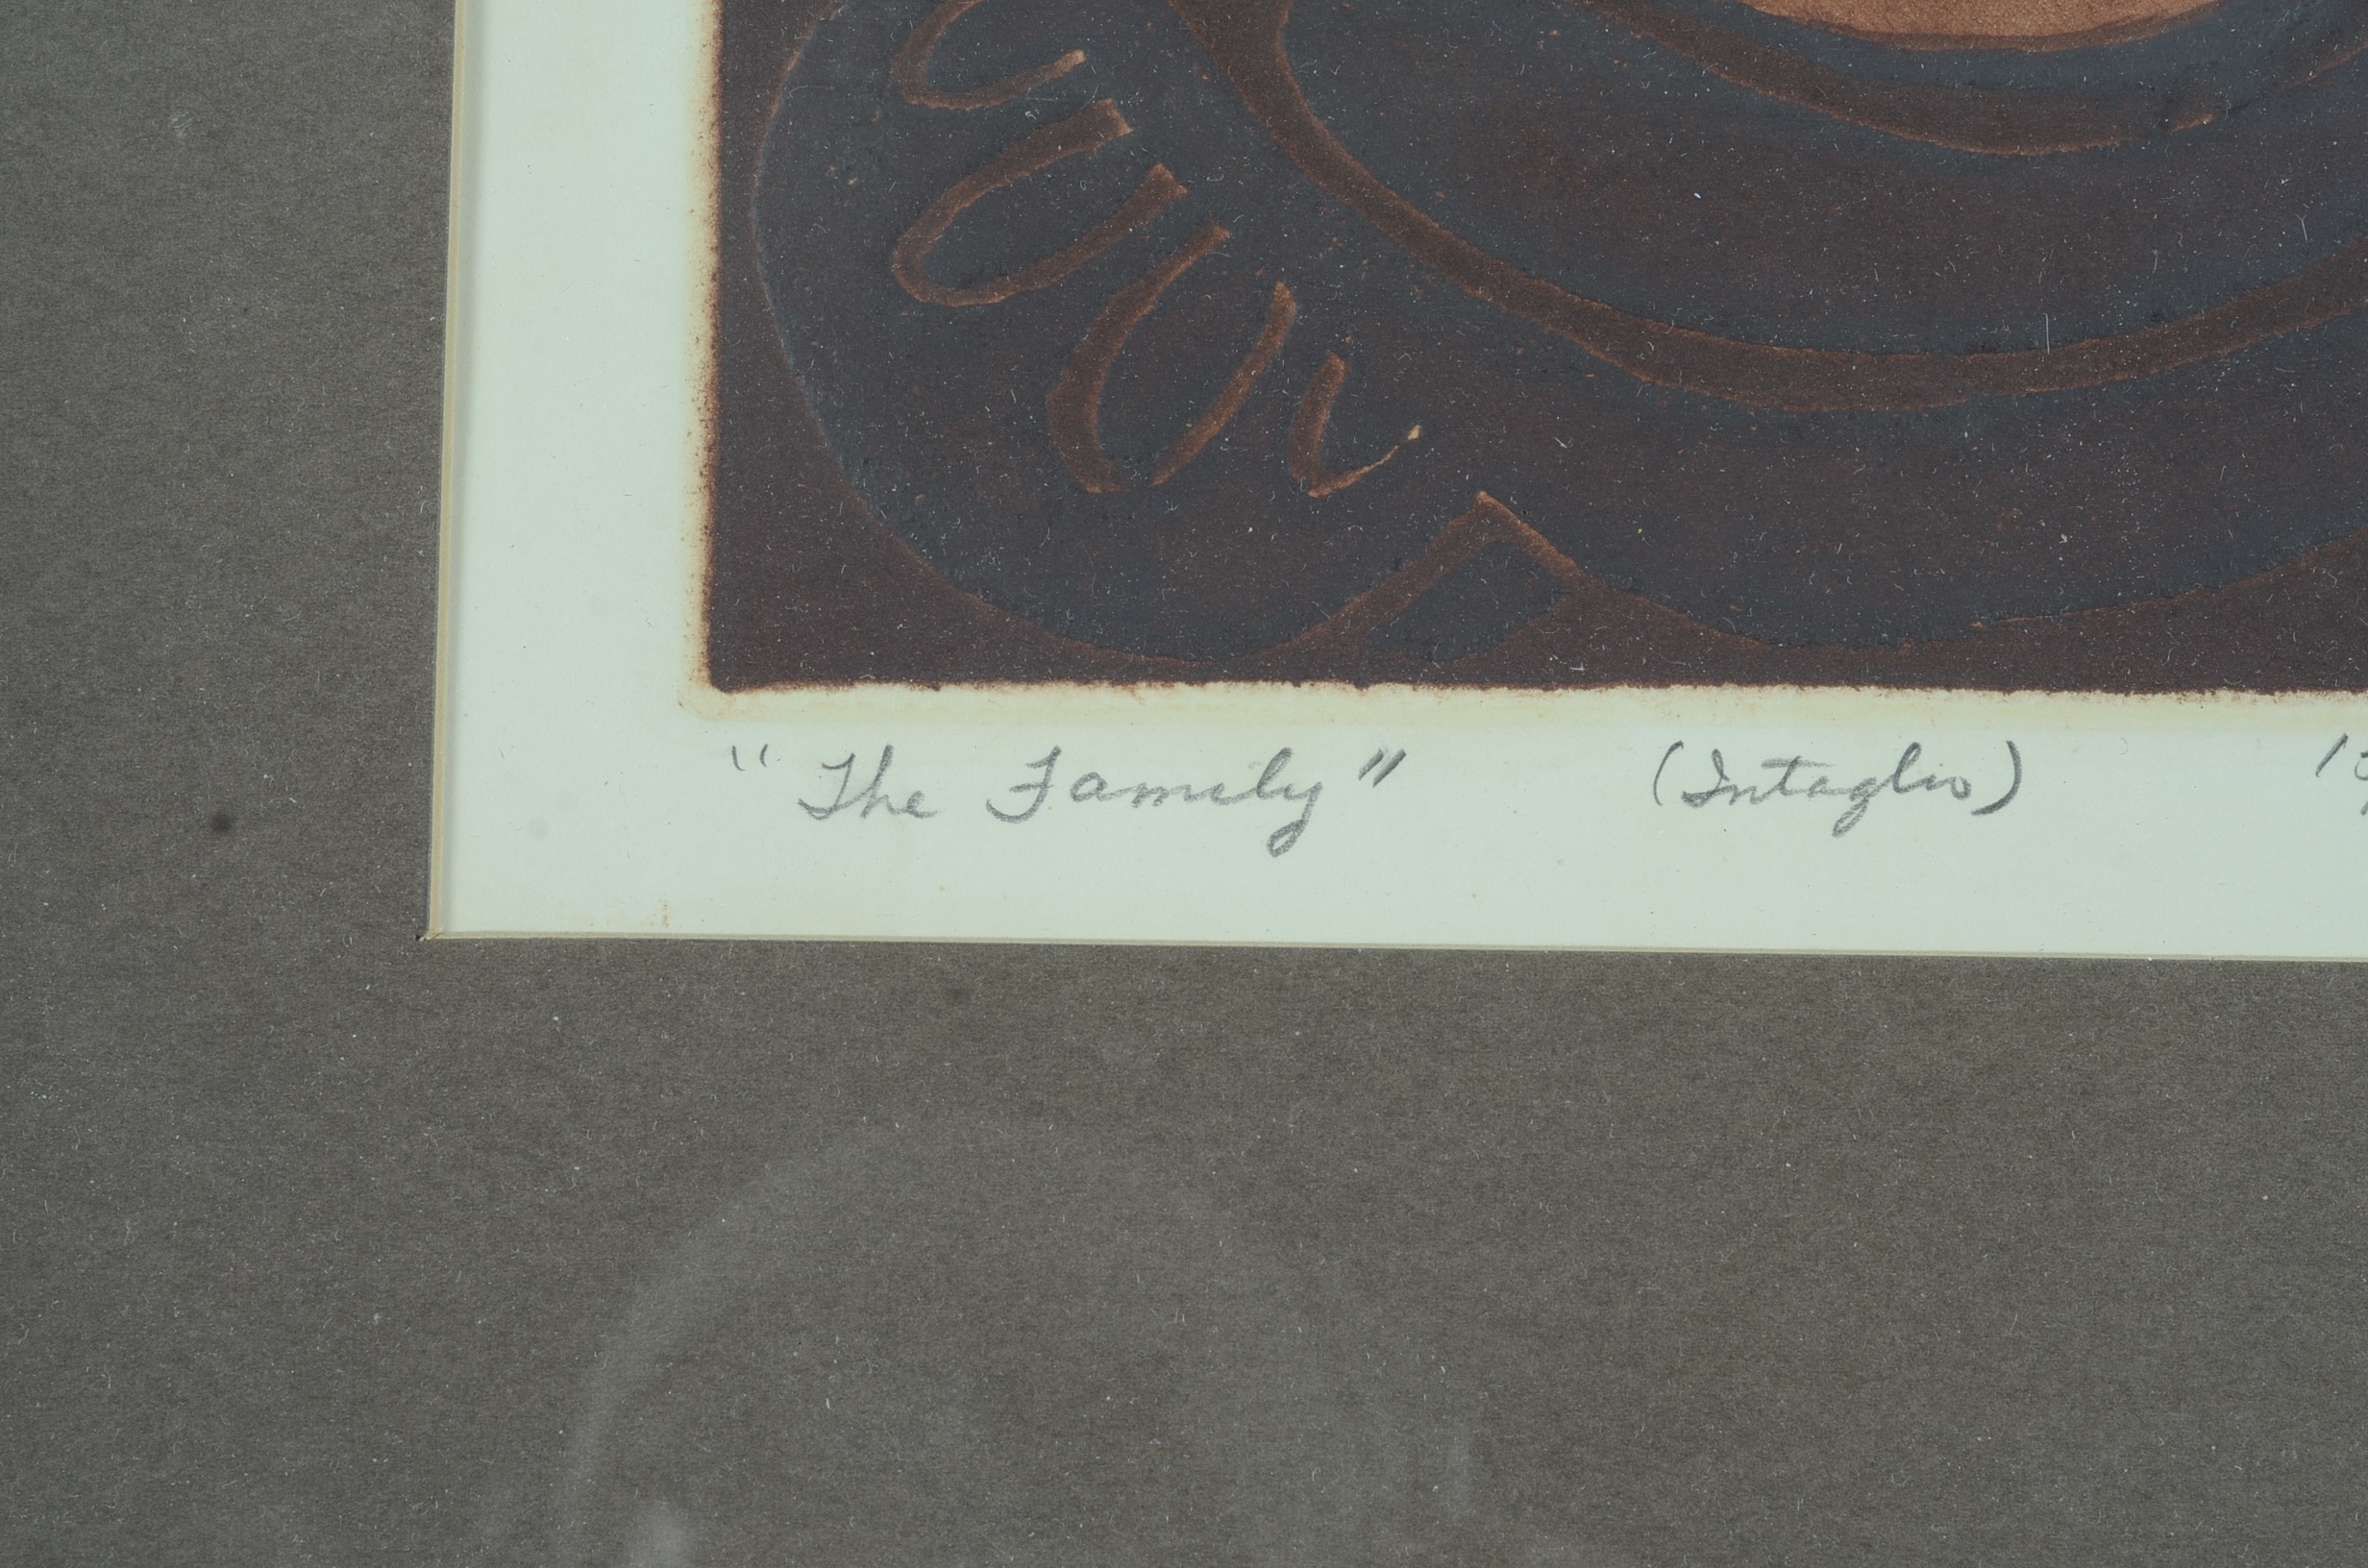 "The Family" (Intaglio)